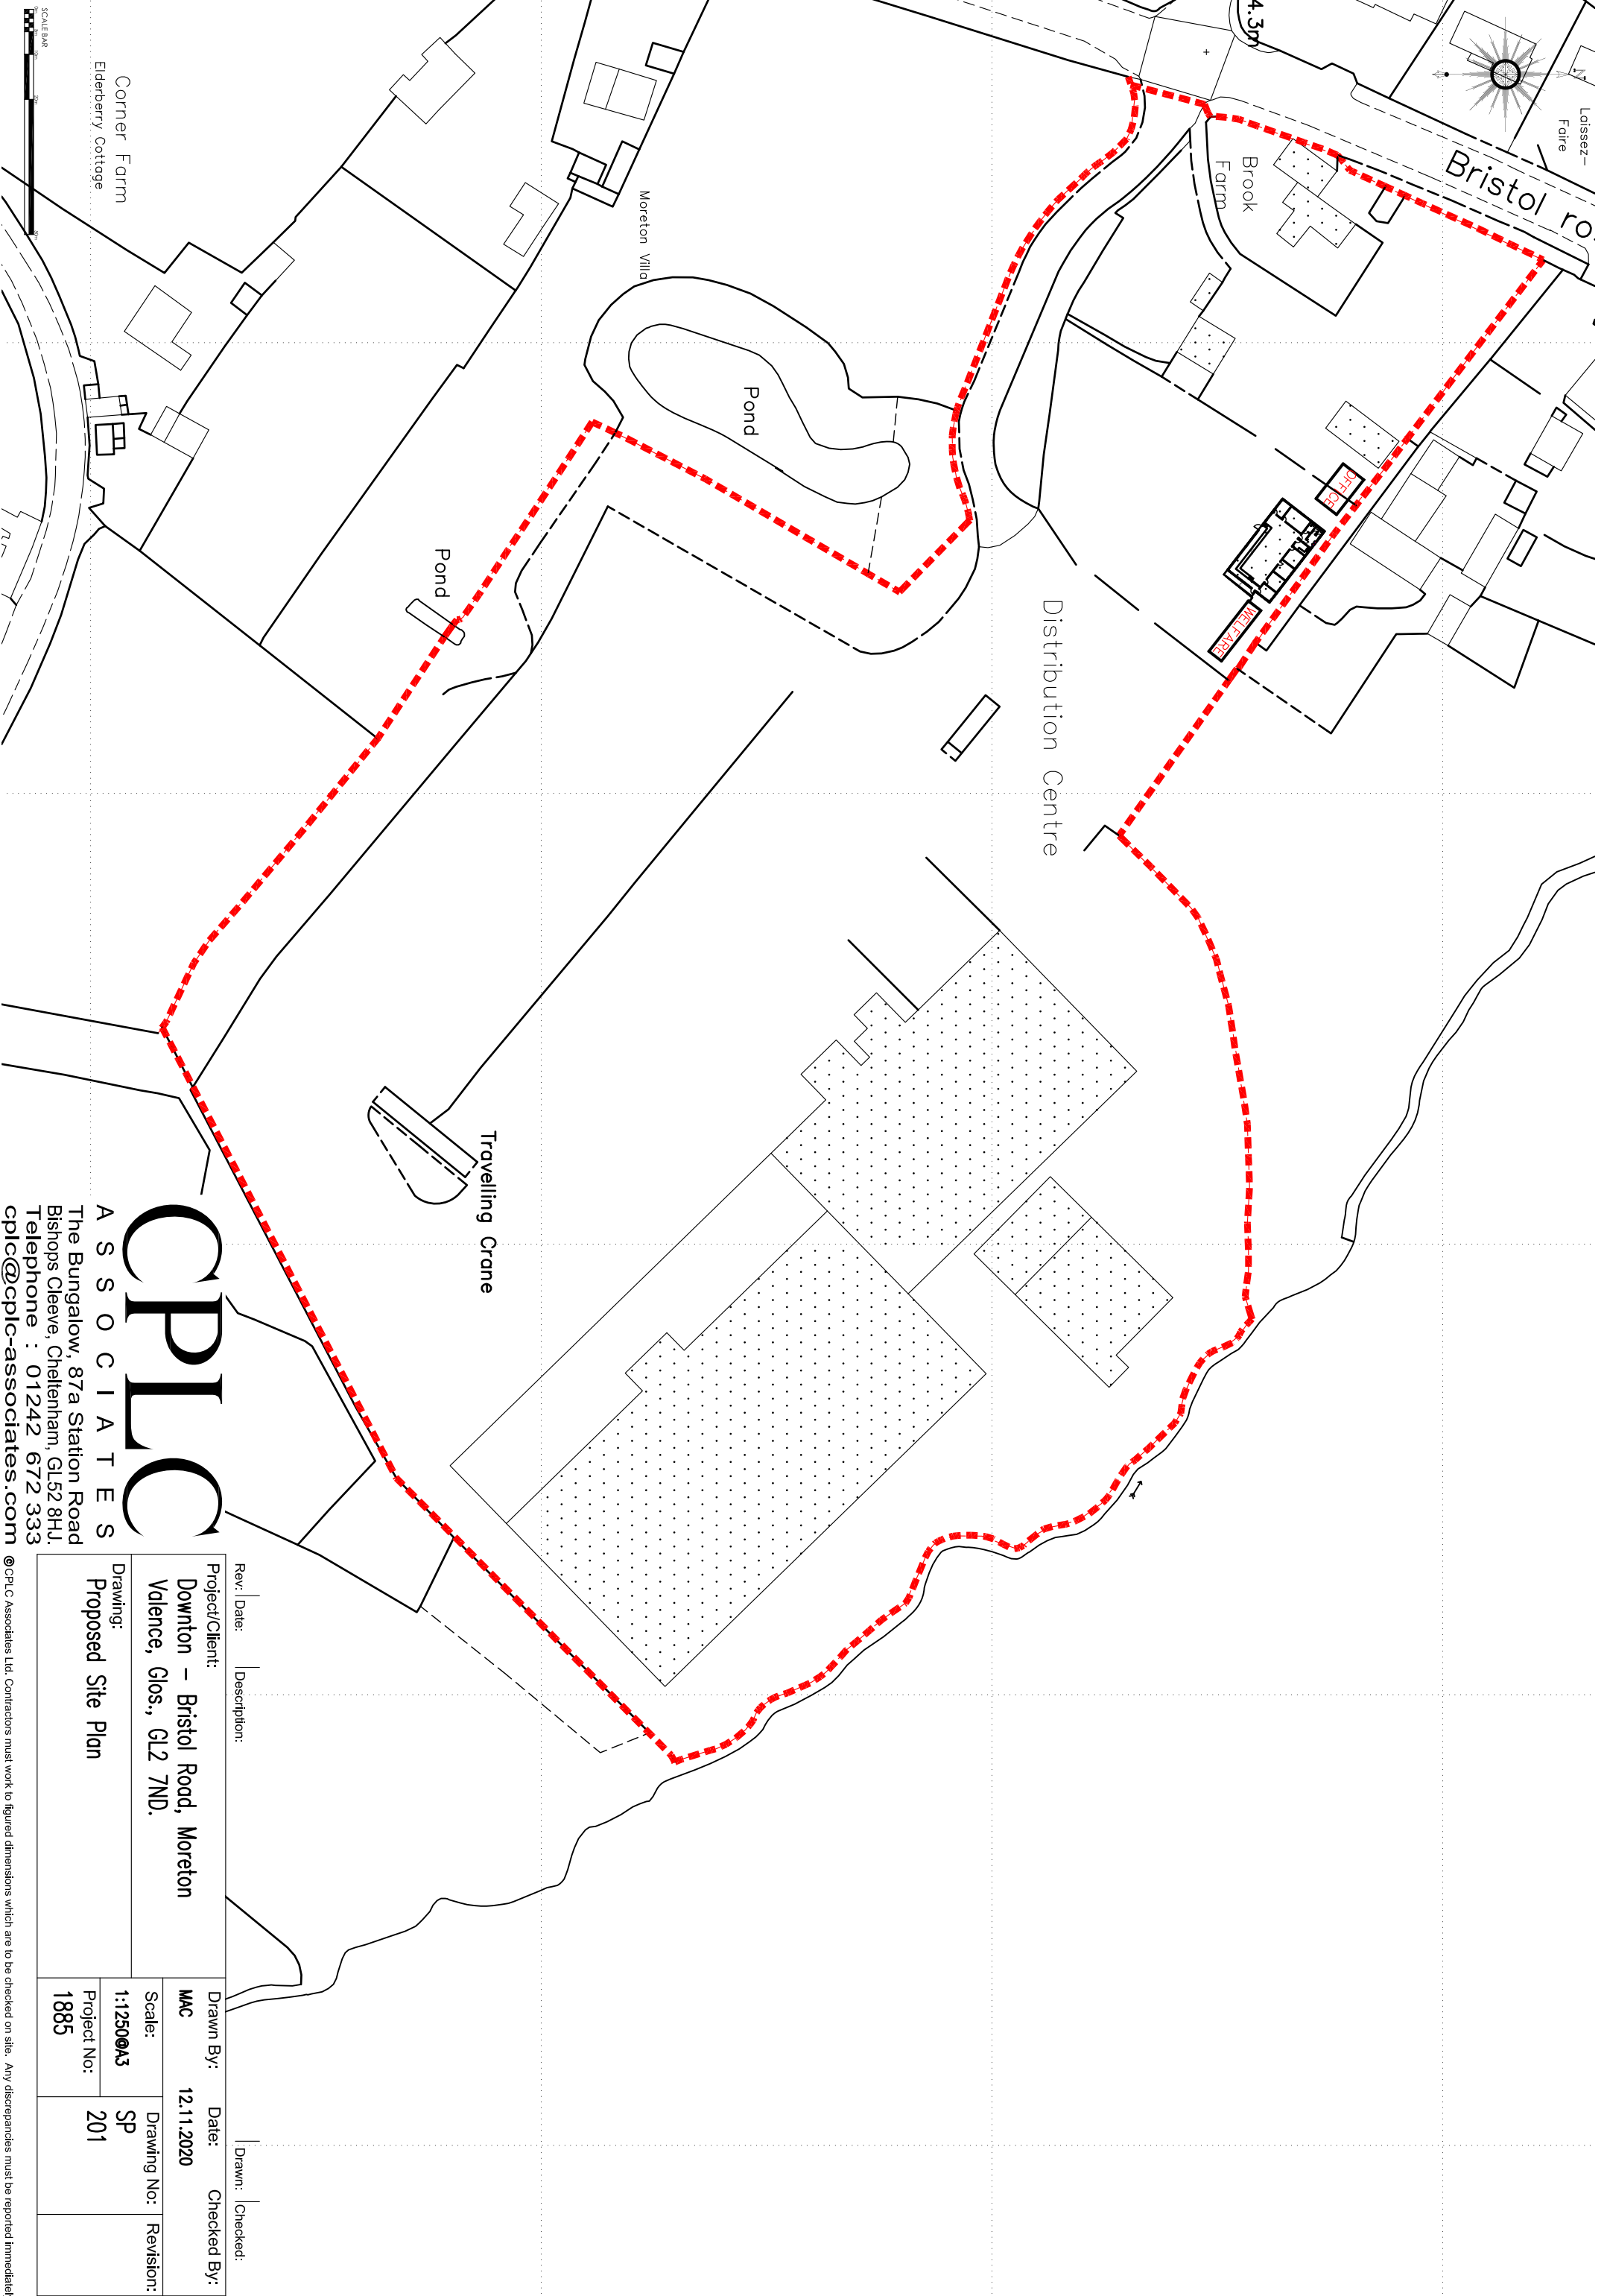 Laissez-
Faire
N
Bristol ro
4.3m
Brook
Farm
OFFICE
WELFARE
Distribution Centre
Moreton Villa
Pond
Pond
Corner Farm
Elderberry Cottage
SCALE BAR
Travelling Crane
CPLC
ASSOCIATES
The Bungalow, 87a Station Road
Bishops Cleeve, Cheltenham, GL52 8HJ.
Telephone : 01242 672 333
cplc@cplc-associates.com
Rev: Date: Description: Drawn: Checked:
Project/Client:
Downton - Bristol Road, Moreton
Valence, Glos., GL2 7ND.
Drawing:
Proposed Site Plan
Drawn By: Date: Checked By:
MAC 12.11.2020
Scale:
1:1250@A3
Project No:
1885
Drawing No:
SP
201
Revision:
©CPLC Associates Ltd. Contractors must work to figured dimensions which are to be checked on site. Any discrepancies must be reported immediatel